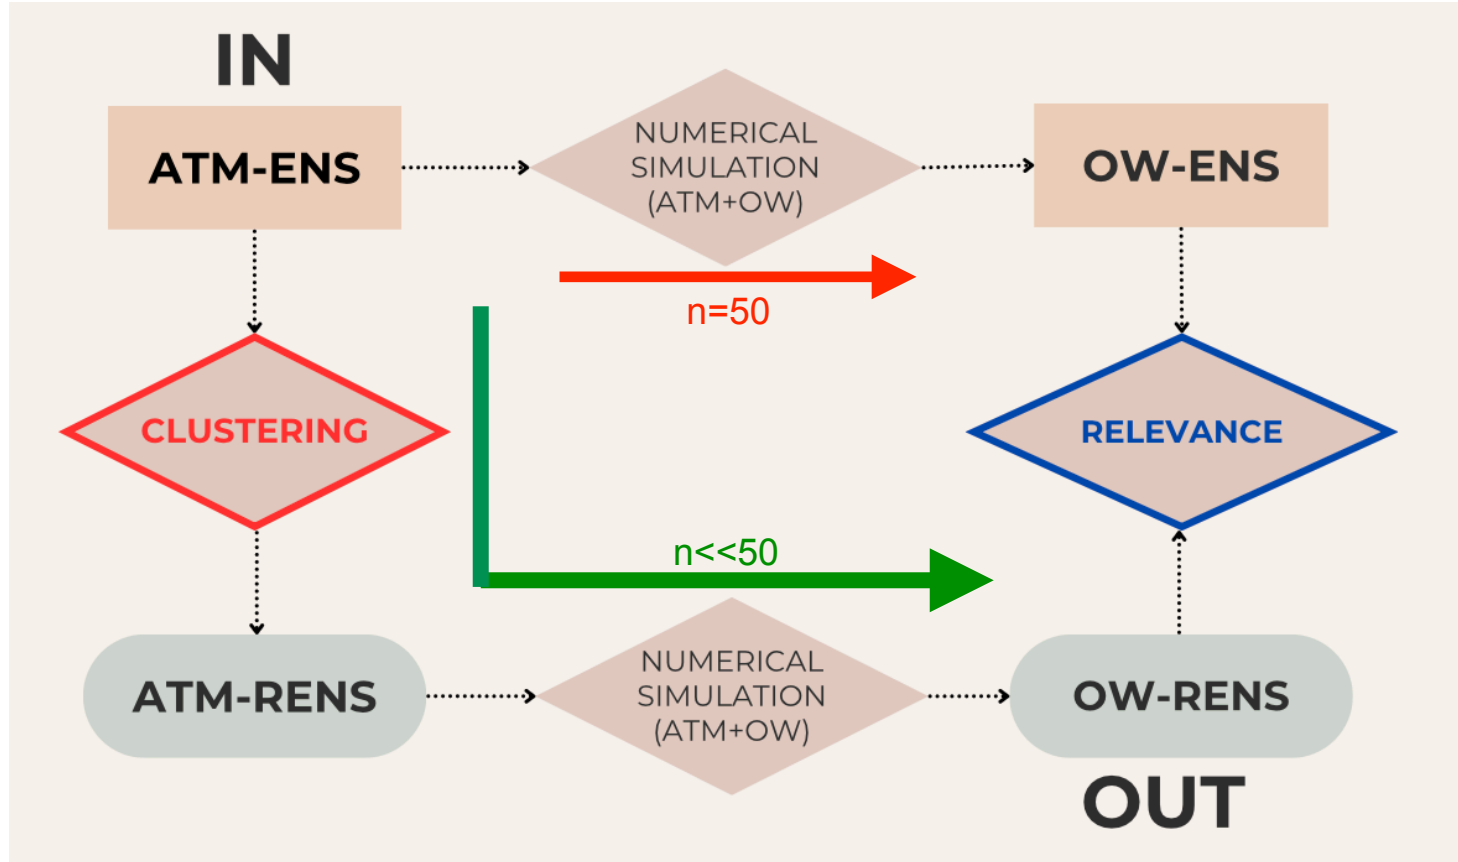 IN
ATM-ENS
NUMERICAL
SIMULATION
(ATM+OW)
OW-ENS
n=50
CLUSTERING
RELEVANCE
n<<50
ATM-RENS
NUMERICAL
SIMULATION
(ATM+OW)
OW-RENS
OUT